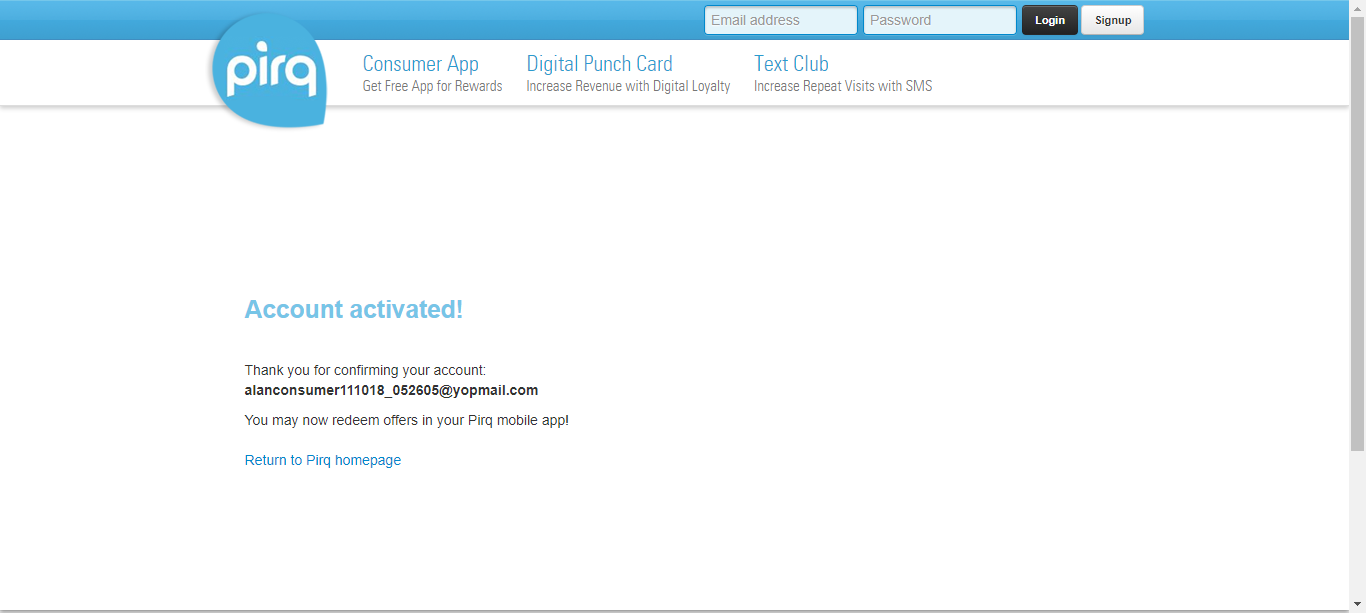 Email address Password Login Signup
pirq
Consumer App Digital Punch Card Text Club
Get Free App for Rewards Increase Revenue with Digital Loyalty Increase Repeat Visits with SMS
Account activated!
Thank you for confirming your account:
alanconsumer111018_052605@yopmail.com
You may now redeem offers in your Pirq mobile app!
Return to Pirq homepage